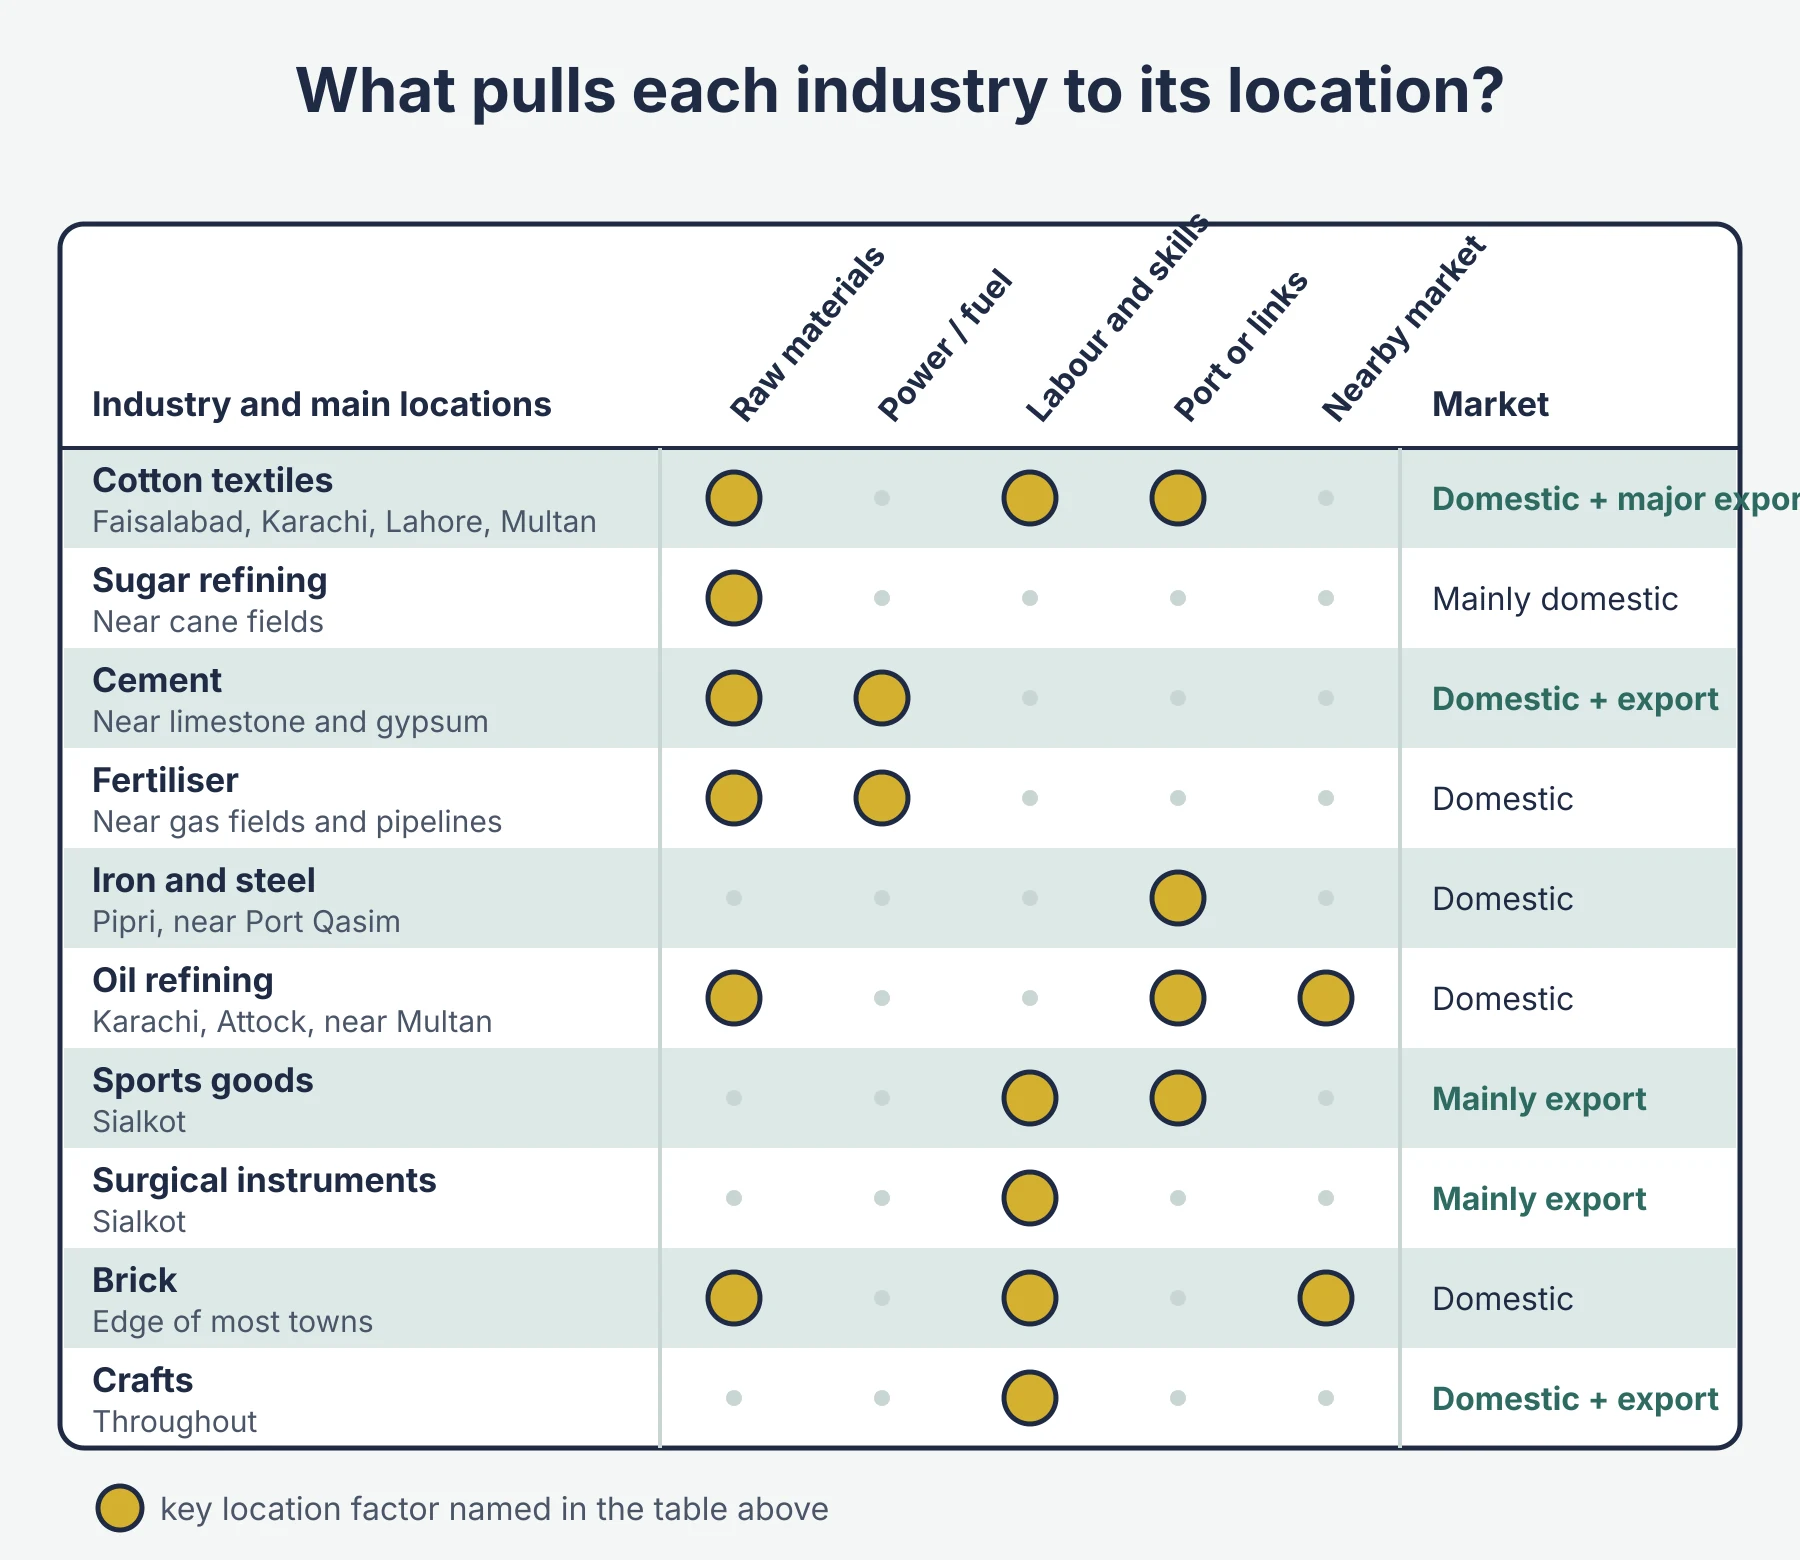 What pulls each industry to its location?
Industry and main locations
Raw materials
Power / fuel
Labour and skills
Port or links
Nearby market
Market
Cotton textiles
Faisalabad, Karachi, Lahore, Multan
Domestic + major expor
Sugar refining
Near cane fields
Mainly domestic
Cement
Near limestone and gypsum
Domestic + export
Fertiliser
Near gas fields and pipelines
Domestic
Iron and steel
Pipri, near Port Qasim
Domestic
Oil refining
Karachi, Attock, near Multan
Domestic
Sports goods
Sialkot
Mainly export
Surgical instruments
Sialkot
Mainly export
Brick
Edge of most towns
Domestic
Crafts
Throughout
Domestic + export
key location factor named in the table above